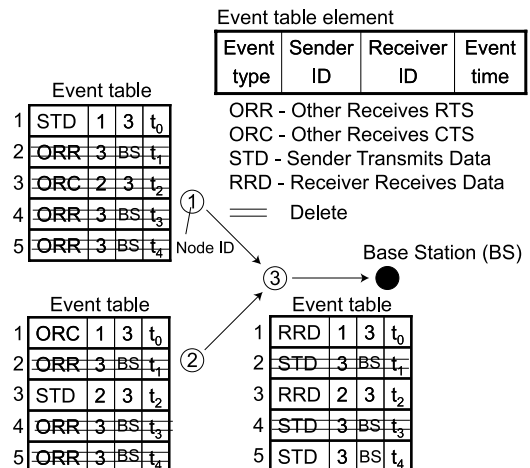 Event table element
Event type | Sender ID | Receiver ID | Event time
ORR - Other Receives RTS
ORC - Other Receives CTS
STD - Sender Transmits Data
RRD - Receiver Receives Data
Delete
Event table
1 STD 1 3 t0
2 ORR 3 BS t1
3 ORC 2 3 t2
4 ORR 3 BS t3
5 ORR 3 BS t4
1
Node ID
3
Base Station (BS)
2
Event table
1 ORC 1 3 t0
2 ORR 3 BS t1
3 STD 2 3 t2
4 ORR 3 BS t3
5 ORR 3 BS t4
Event table
1 RRD 1 3 t0
2 STD 3 BS t1
3 RRD 2 3 t2
4 STD 3 BS t3
5 STD 3 BS t4